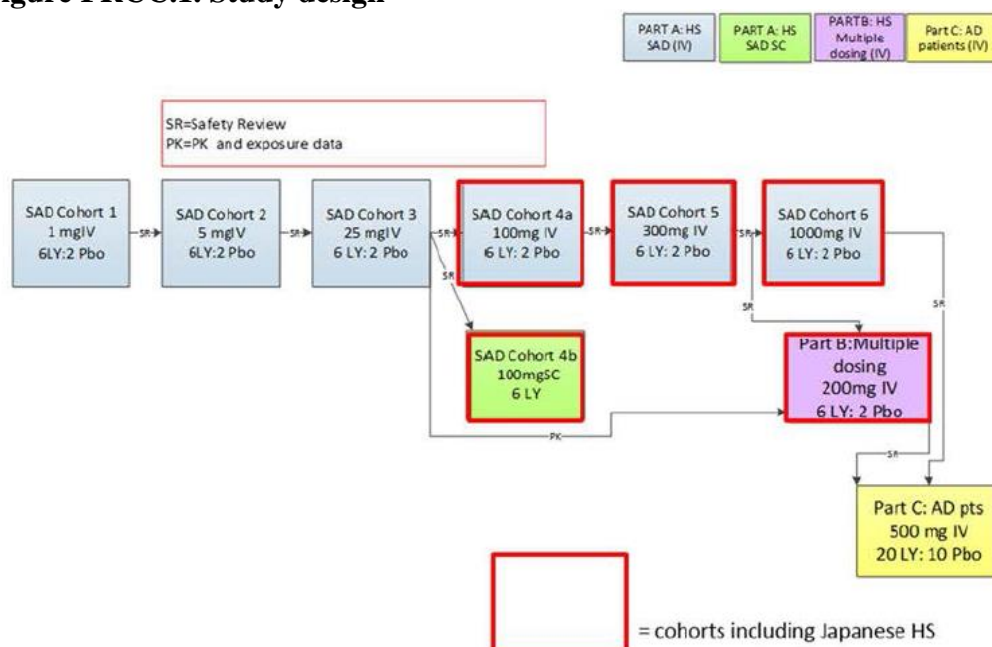 Figure FRCC.1. Study design
PART A: HS
SAD (IV)
PART A: HS
SAD SC
PARTB: HS
Multiple
dosing (IV)
Part C: AD
patients (IV)
SR=Safety Review
PK=PK and exposure data
SAD Cohort 1
1 mgIV
6LY:2 Pbo
SR
SAD Cohort 2
5 mgIV
6LY:2 Pbo
SR
SAD Cohort 3
25 mgIV
6 LY: 2 Pbo
SR
SAD Cohort 4a
100mg IV
6 LY: 2 Pbo
SR
SAD Cohort 5
300mg IV
6 LY: 2 Pbo
SR
SAD Cohort 6
1000mg IV
6 LY: 2 Pbo
SR
SR
SR
SAD Cohort 4b
100mgSC
6 LY
Part B:Multiple
dosing
200mg IV
6 LY: 2 Pbo
PK
SR
Part C: AD pts
500 mg IV
20 LY: 10 Pbo
= cohorts including Japanese HS